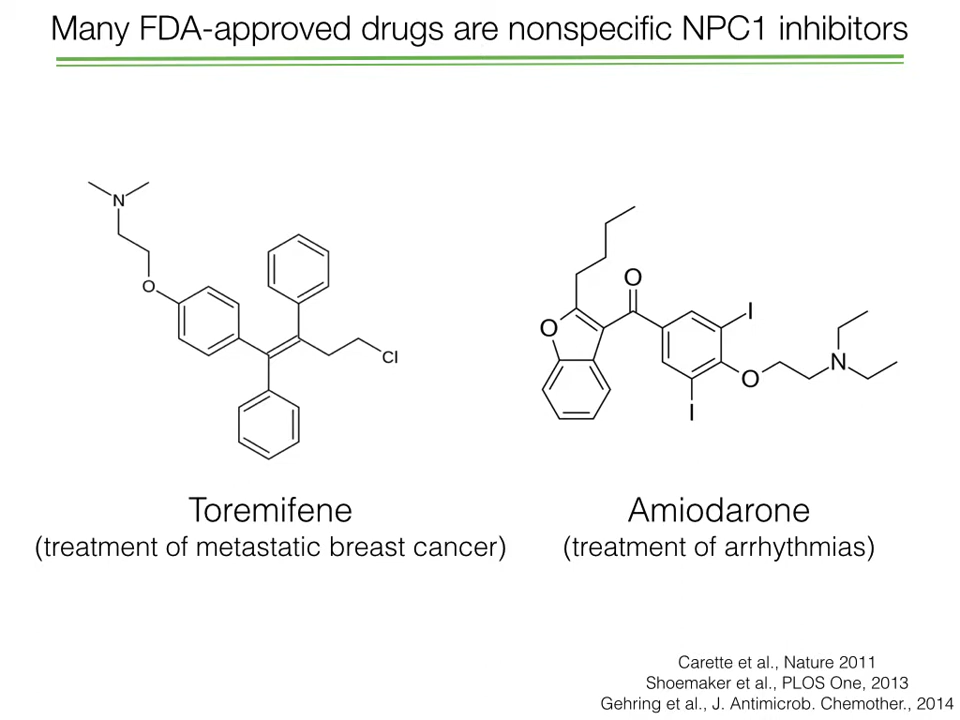 Many FDA-approved drugs are nonspecific NPC1 inhibitors
N
O
Cl
O
O
I
O
I
N
Toremifene
(treatment of metastatic breast cancer)
Amiodarone
(treatment of arrhythmias)
Carette et al., Nature 2011
Shoemaker et al., PLOS One, 2013
Gehring et al., J. Antimicrob. Chemother., 2014